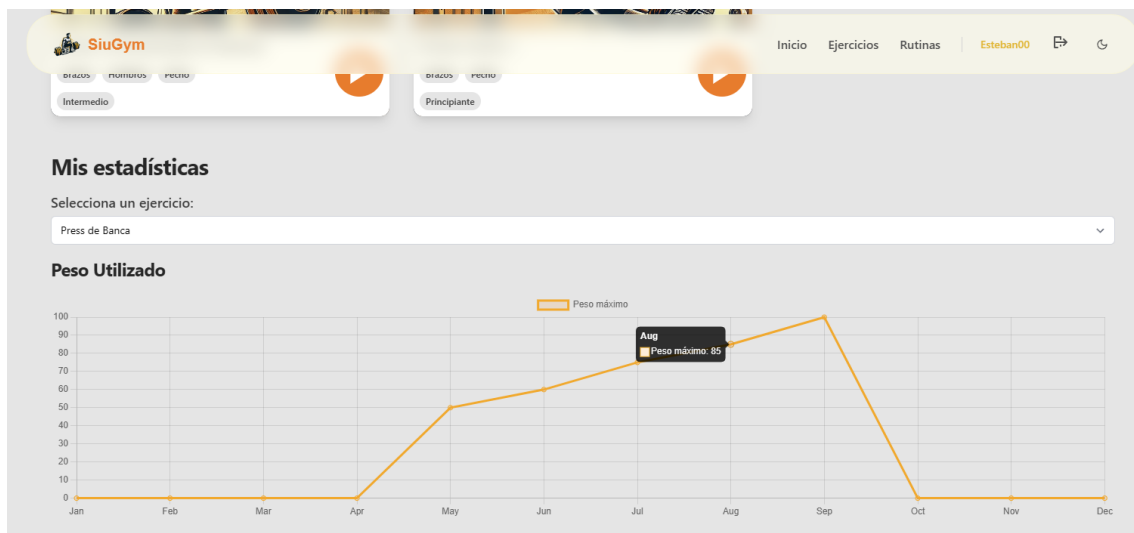 SiuGym
Inicio Ejercicios Rutinas Esteban00
Brazos Hombros Pecho
Intermedio
Brazos Pecho
Principiante
Mis estadísticas
Selecciona un ejercicio:
Press de Banca
Peso Utilizado
Peso máximo
100
90
80
70
60
50
40
30
20
10
0
Aug
Peso máximo: 85
Jan Feb Mar Apr May Jun Jul Aug Sep Oct Nov Dec